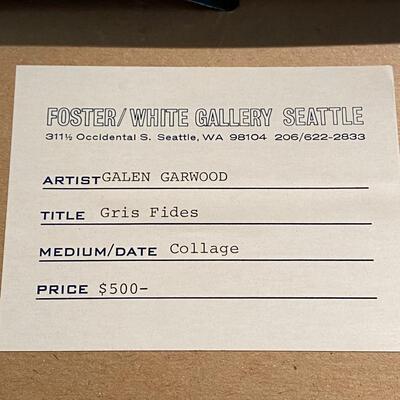 FOSTER/WHITE GALLERY SEATTLE
311½ Occidental S. Seattle, WA 98104 206/622-2833
ARTIST GALEN GARWOOD
TITLE Gris Fides
MEDIUM/DATE Collage
PRICE $500-